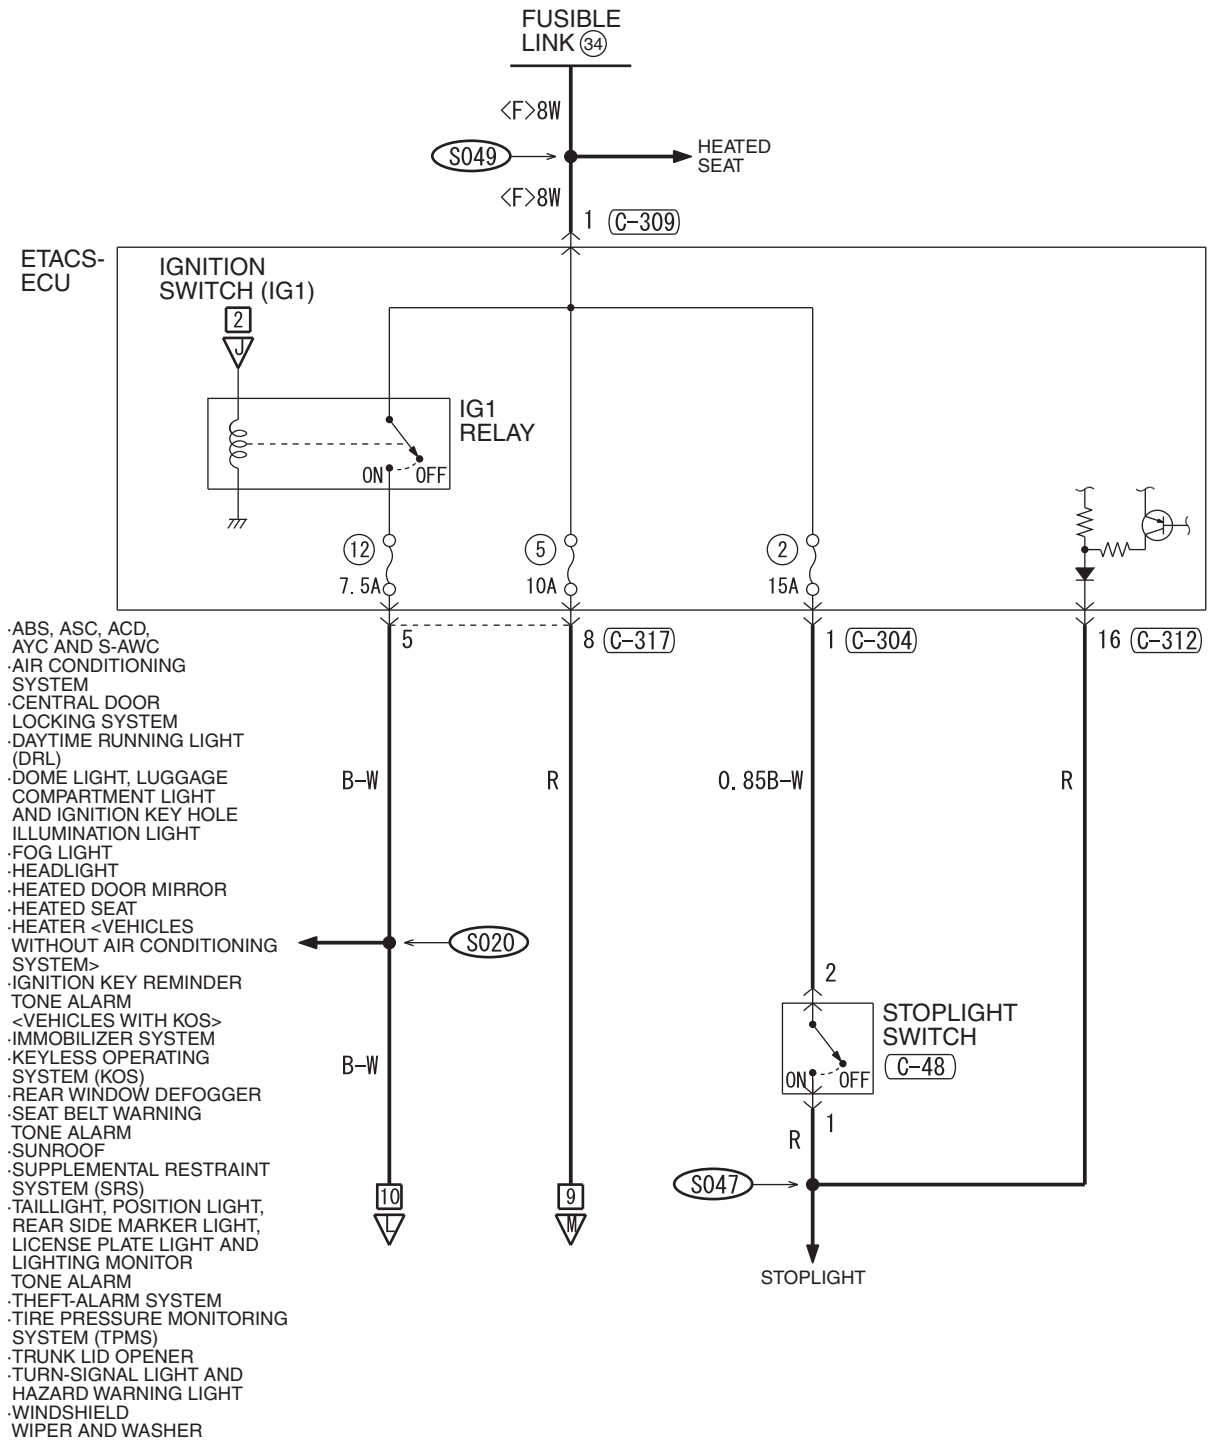 FUSIBLE
LINK 34
<F>8W
S049
HEATED
SEAT
<F>8W
1 C-309
ETACS-
ECU
IGNITION
SWITCH (IG1)
2
J
IG1
RELAY
ON
OFF
12
7.5A
5
10A
2
15A
5
8 C-317
1 C-304
16 C-312
·ABS, ASC, ACD,
AYC AND S-AWC
·AIR CONDITIONING
SYSTEM
·CENTRAL DOOR
LOCKING SYSTEM
·DAYTIME RUNNING LIGHT
(DRL)
·DOME LIGHT, LUGGAGE
COMPARTMENT LIGHT
AND IGNITION KEY HOLE
ILLUMINATION LIGHT
·FOG LIGHT
·HEADLIGHT
·HEATED DOOR MIRROR
·HEATED SEAT
·HEATER <VEHICLES
WITHOUT AIR CONDITIONING
SYSTEM>
·IGNITION KEY REMINDER
TONE ALARM
<VEHICLES WITH KOS>
·IMMOBILIZER SYSTEM
·KEYLESS OPERATING
SYSTEM (KOS)
·REAR WINDOW DEFOGGER
·SEAT BELT WARNING
TONE ALARM
·SUNROOF
·SUPPLEMENTAL RESTRAINT
SYSTEM (SRS)
·TAILLIGHT, POSITION LIGHT,
REAR SIDE MARKER LIGHT,
LICENSE PLATE LIGHT AND
LIGHTING MONITOR
TONE ALARM
·THEFT-ALARM SYSTEM
·TIRE PRESSURE MONITORING
SYSTEM (TPMS)
·TRUNK LID OPENER
·TURN-SIGNAL LIGHT AND
HAZARD WARNING LIGHT
·WINDSHIELD
WIPER AND WASHER
B-W
R
0.85B-W
R
S020
B-W
2
STOPLIGHT
SWITCH
C-48
ON
OFF
1
R
S047
10
L
9
M
STOPLIGHT